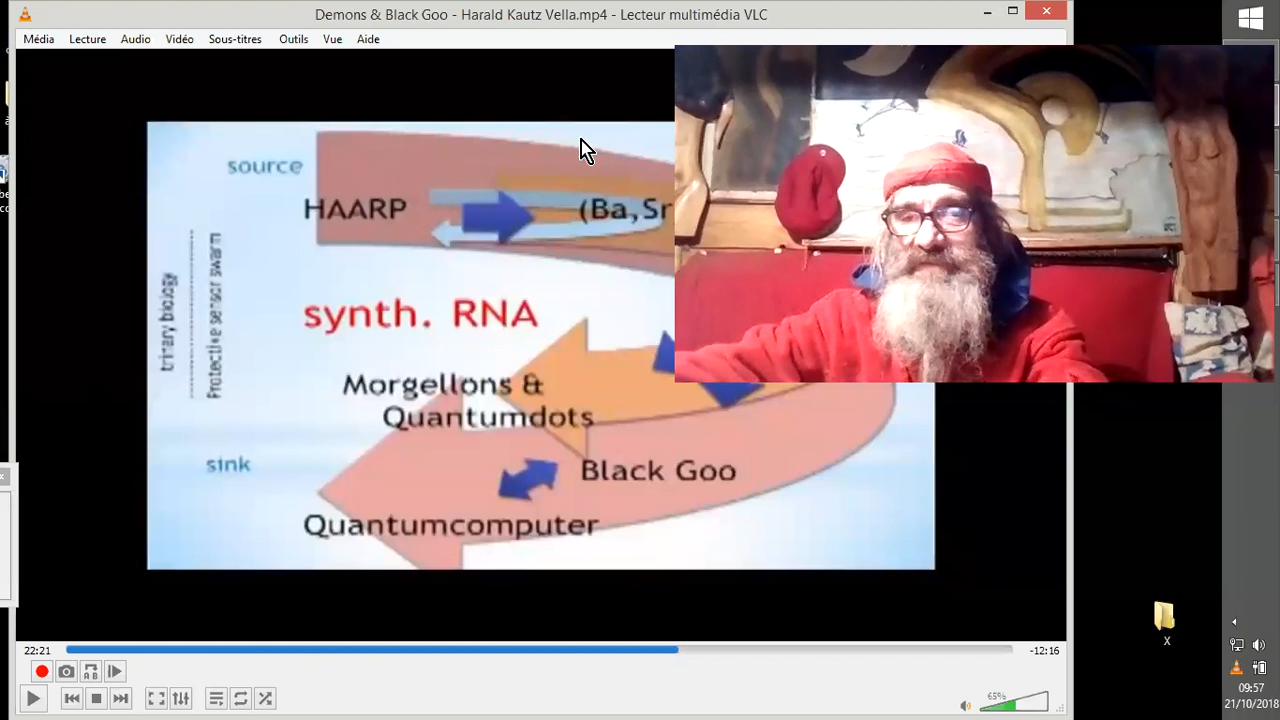 Demons & Black Goo - Harald Kautz Vella.mp4 - Lecteur multimédia VLC
Média Lecture Audio Vidéo Sous-titres Outils Vue Aide
source
HAARP
(Ba,Sr
trinary biology
Protective sensor swarm
synth. RNA
Morgellons &
Quantumdots
sink
Black Goo
Quantumcomputer
X
22:21
-12:16
A B
65%
09:57
21/10/2018